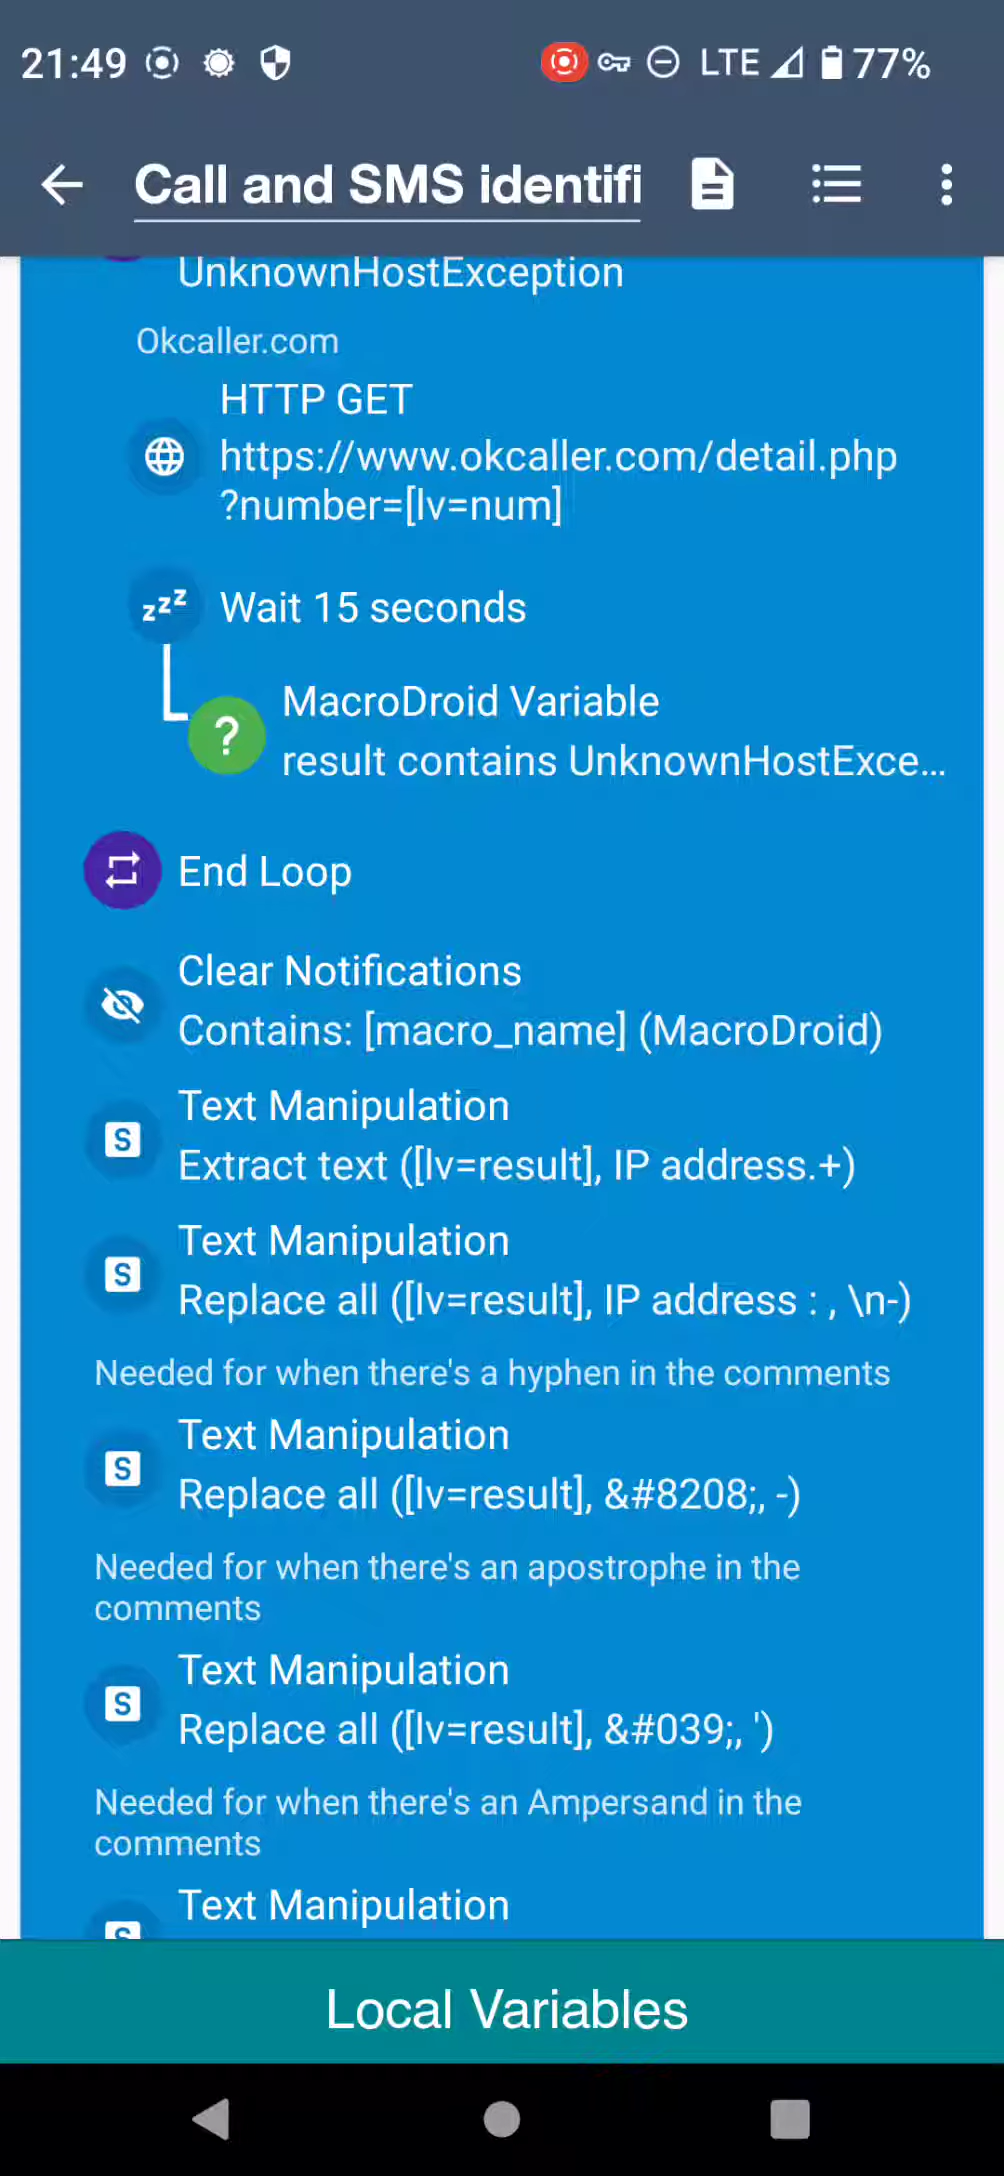 21:49
LTE
77%
Call and SMS identifi
UnknownHostException
Okcaller.com
HTTP GET
https://www.okcaller.com/detail.php
?number=[lv=num]
zzz
Wait 15 seconds
MacroDroid Variable
?
result contains UnknownHostExce...
End Loop
Clear Notifications
Contains: [macro_name] (MacroDroid)
Text Manipulation
S
Extract text ([lv=result], IP address.+)
Text Manipulation
S
Replace all ([lv=result], IP address : , \n-)
Needed for when there's a hyphen in the comments
Text Manipulation
S
Replace all ([lv=result], &#8208;, -)
Needed for when there's an apostrophe in the
comments
Text Manipulation
S
Replace all ([lv=result], &#039;, ')
Needed for when there's an Ampersand in the
comments
Text Manipulation
S
Local Variables